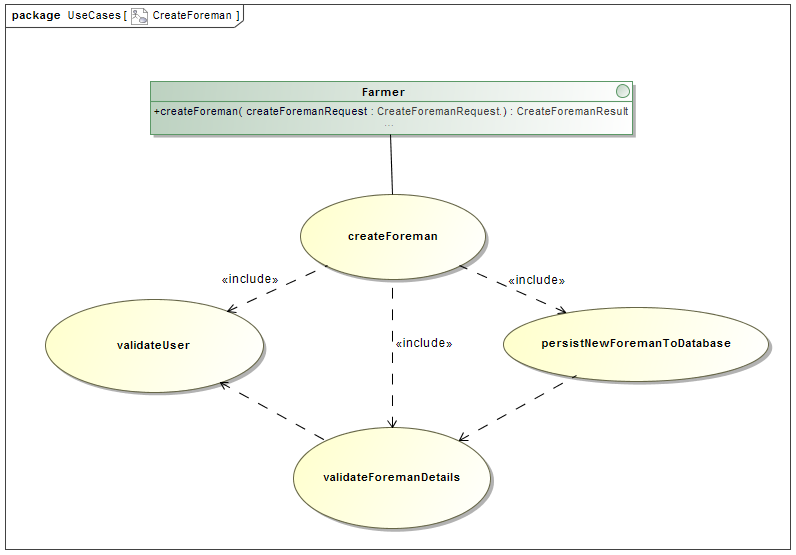 package UseCases [ CreateForeman ]
Farmer
+createForeman( createForemanRequest : CreateForemanRequest ) : CreateForemanResult
...
createForeman
«include»
«include»
«include»
validateUser
persistNewForemanToDatabase
validateForemanDetails